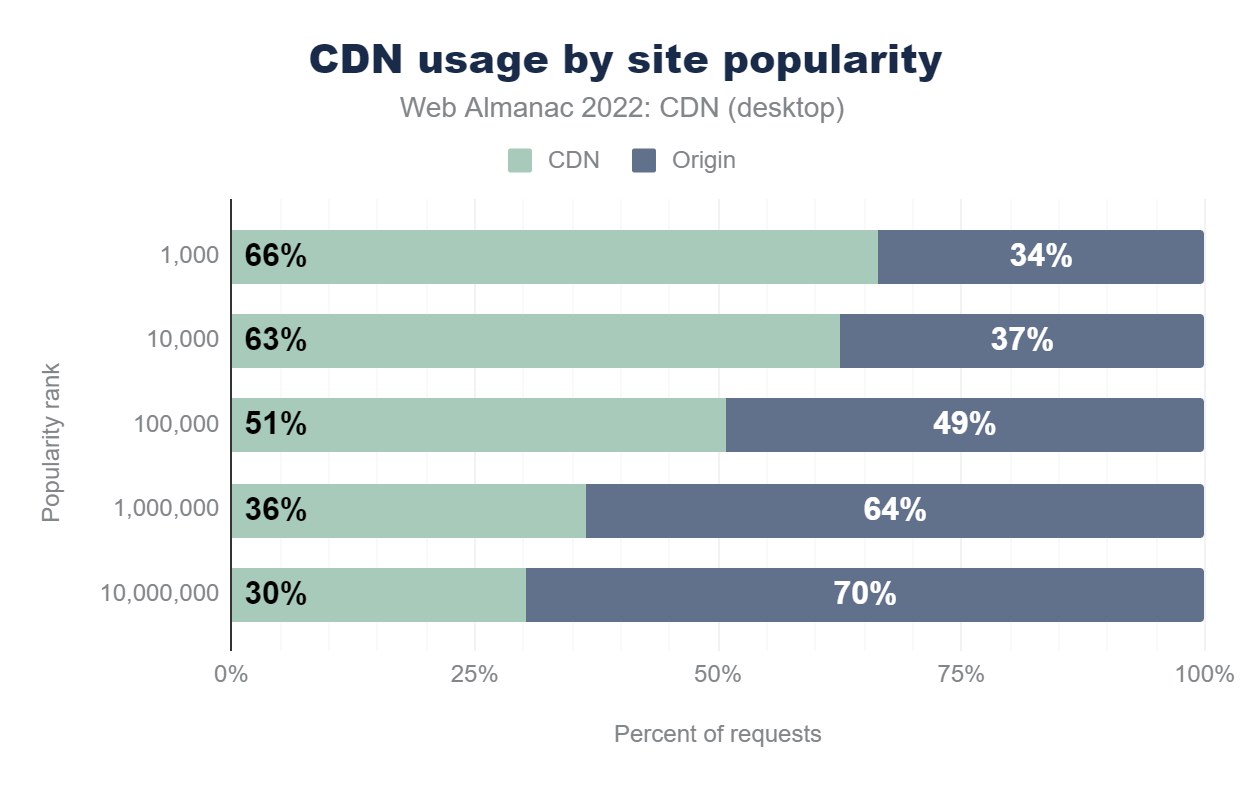 CDN usage by site popularity
Web Almanac 2022: CDN (desktop)
CDN Origin
Popularity rank
1,000 66% 34%
10,000 63% 37%
100,000 51% 49%
1,000,000 36% 64%
10,000,000 30% 70%
0% 25% 50% 75% 100%
Percent of requests